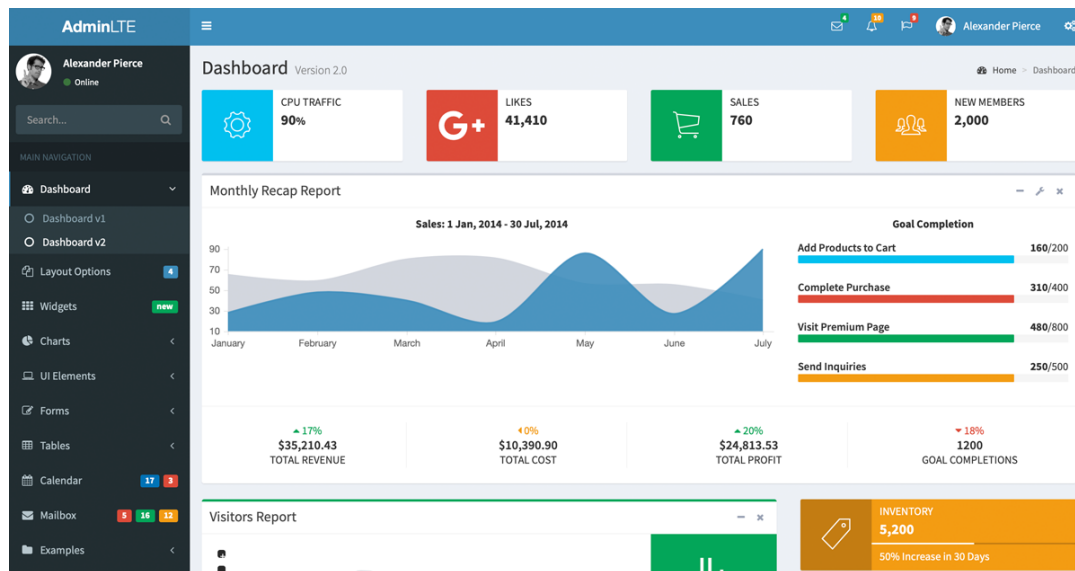 AdminLTE
4
10
9
Alexander Pierce
Alexander Pierce
Online
Search...
MAIN NAVIGATION
Dashboard
Dashboard v1
Dashboard v2
Layout Options 4
Widgets new
Charts
UI Elements
Forms
Tables
Calendar 17 3
Mailbox 5 16 12
Examples
Dashboard Version 2.0
Home > Dashboard
CPU TRAFFIC
90%
G+
LIKES
41,410
SALES
760
NEW MEMBERS
2,000
Monthly Recap Report
Sales: 1 Jan, 2014 - 30 Jul, 2014
90
70
50
30
10
January February March April May June July
Goal Completion
Add Products to Cart 160/200
Complete Purchase 310/400
Visit Premium Page 480/800
Send Inquiries 250/500
17%
$35,210.43
TOTAL REVENUE
0%
$10,390.90
TOTAL COST
20%
$24,813.53
TOTAL PROFIT
18%
1200
GOAL COMPLETIONS
Visitors Report
INVENTORY
5,200
50% Increase in 30 Days